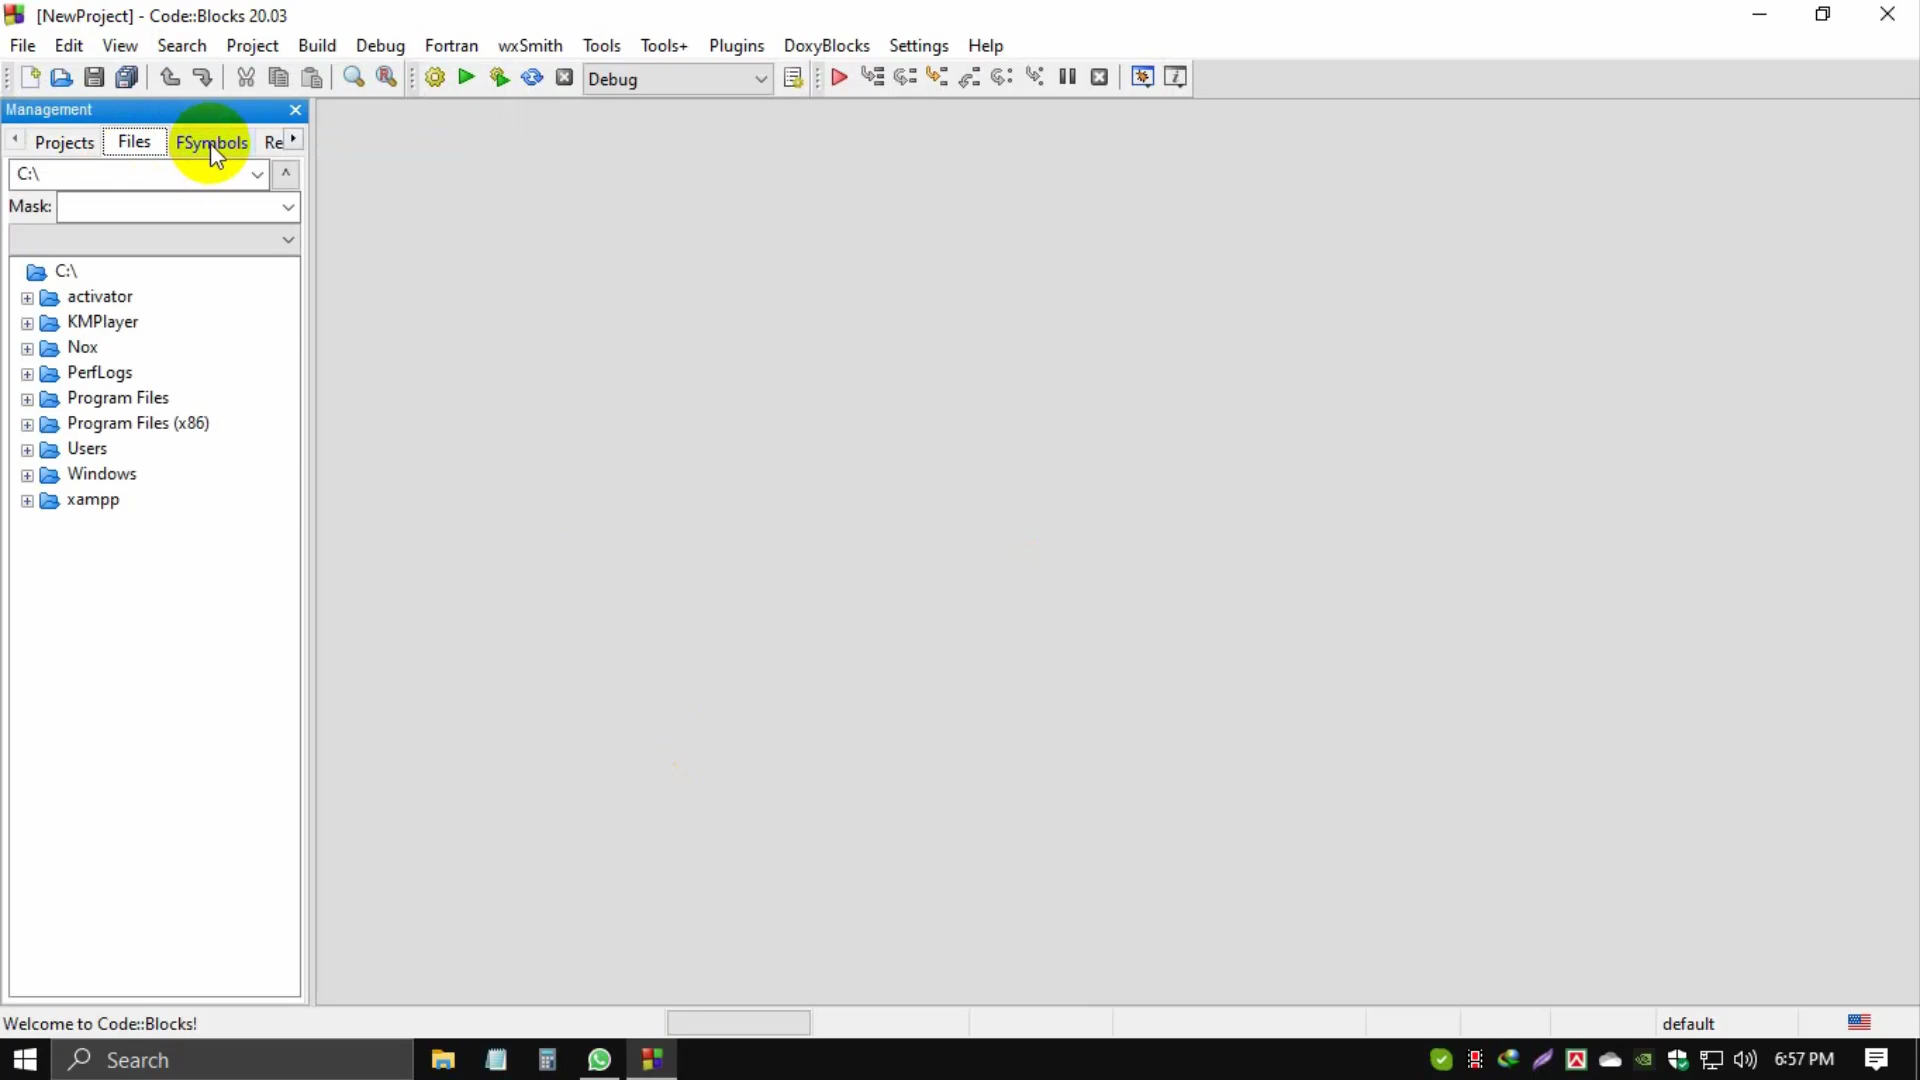 [NewProject] - Code::Blocks 20.03
File Edit View Search Project Build Debug Fortran wxSmith Tools Tools+ Plugins DoxyBlocks Settings Help
Debug
Management
Projects Files FSymbols Re
C:\
Mask:
C:\
activator
KMPlayer
Nox
PerfLogs
Program Files
Program Files (x86)
Users
Windows
xampp
Welcome to Code::Blocks!
default
Search
6:57 PM